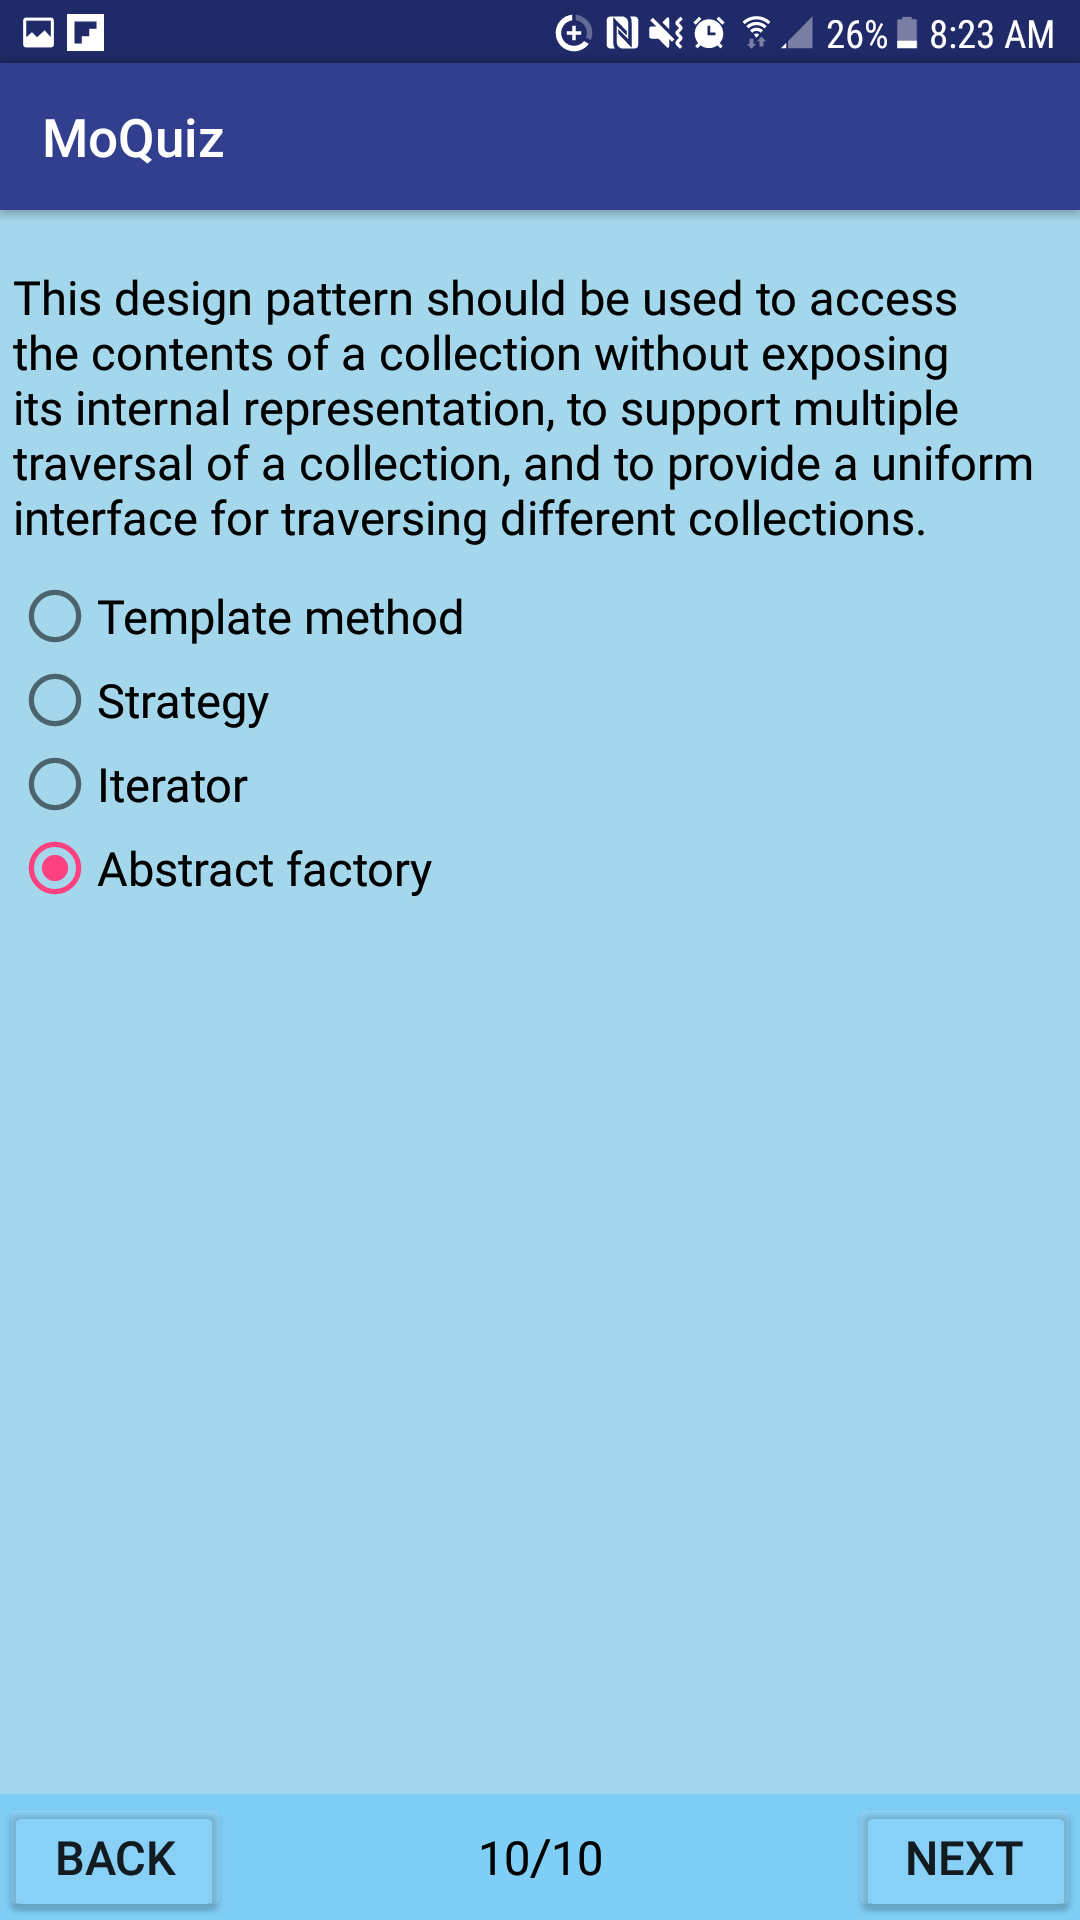 26% 8:23 AM
MoQuiz
This design pattern should be used to access
the contents of a collection without exposing
its internal representation, to support multiple
traversal of a collection, and to provide a uniform
interface for traversing different collections.
Template method
Strategy
Iterator
Abstract factory
BACK 10/10 NEXT